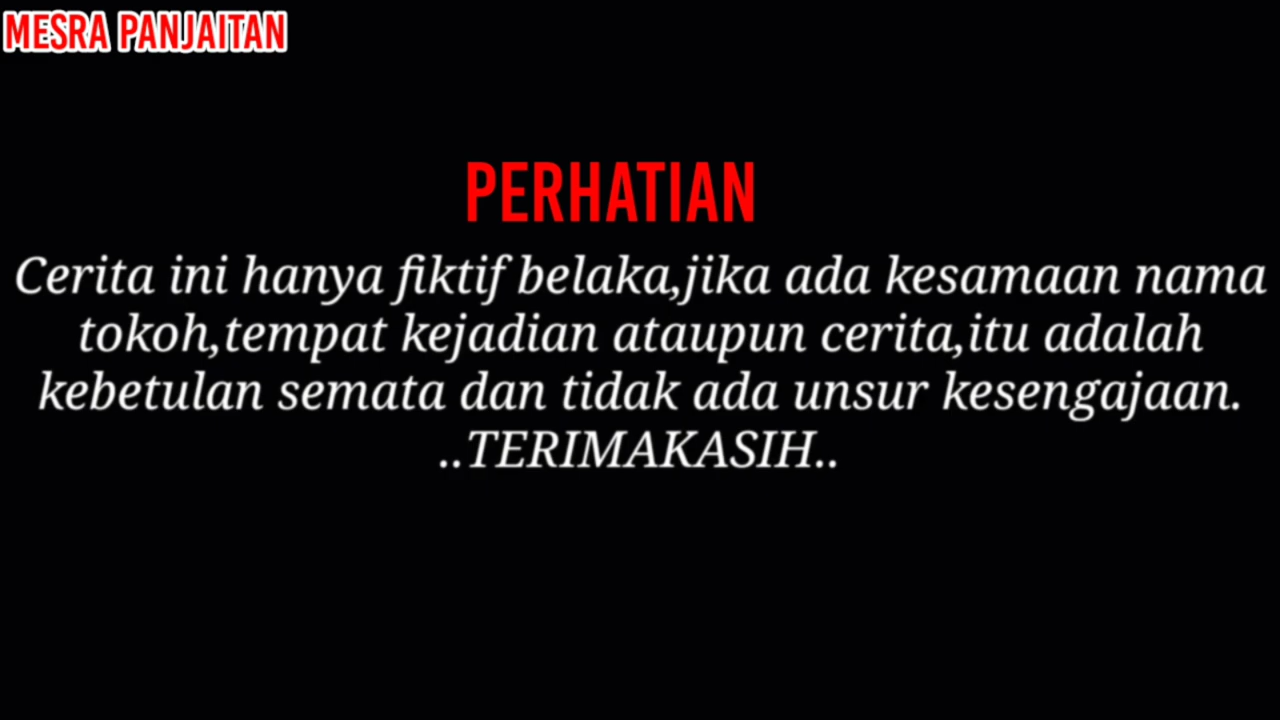 MESRA PANJAITAN
PERHATIAN
Cerita ini hanya fiktif belaka,jika ada kesamaan nama
tokoh,tempat kejadian ataupun cerita,itu adalah
kebetulan semata dan tidak ada unsur kesengajaan.
..TERIMAKASIH..